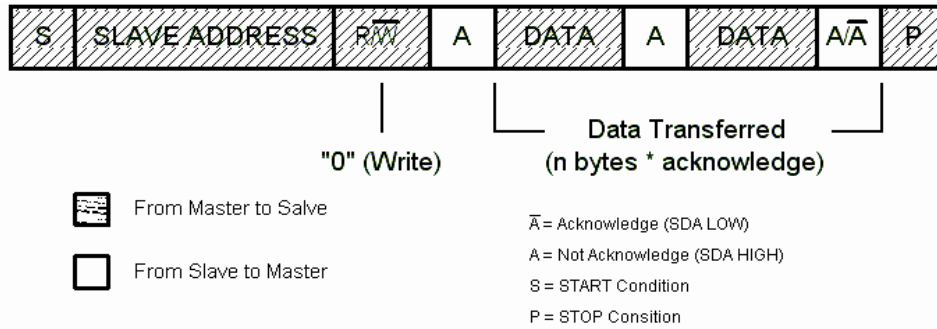 S SLAVE ADDRESS R/W̅ A DATA A DATA A/A̅ P
"0" (Write)
Data Transferred
(n bytes * acknowledge)
From Master to Salve
From Slave to Master
A̅ = Acknowledge (SDA LOW)
A = Not Acknowledge (SDA HIGH)
S = START Condition
P = STOP Consition